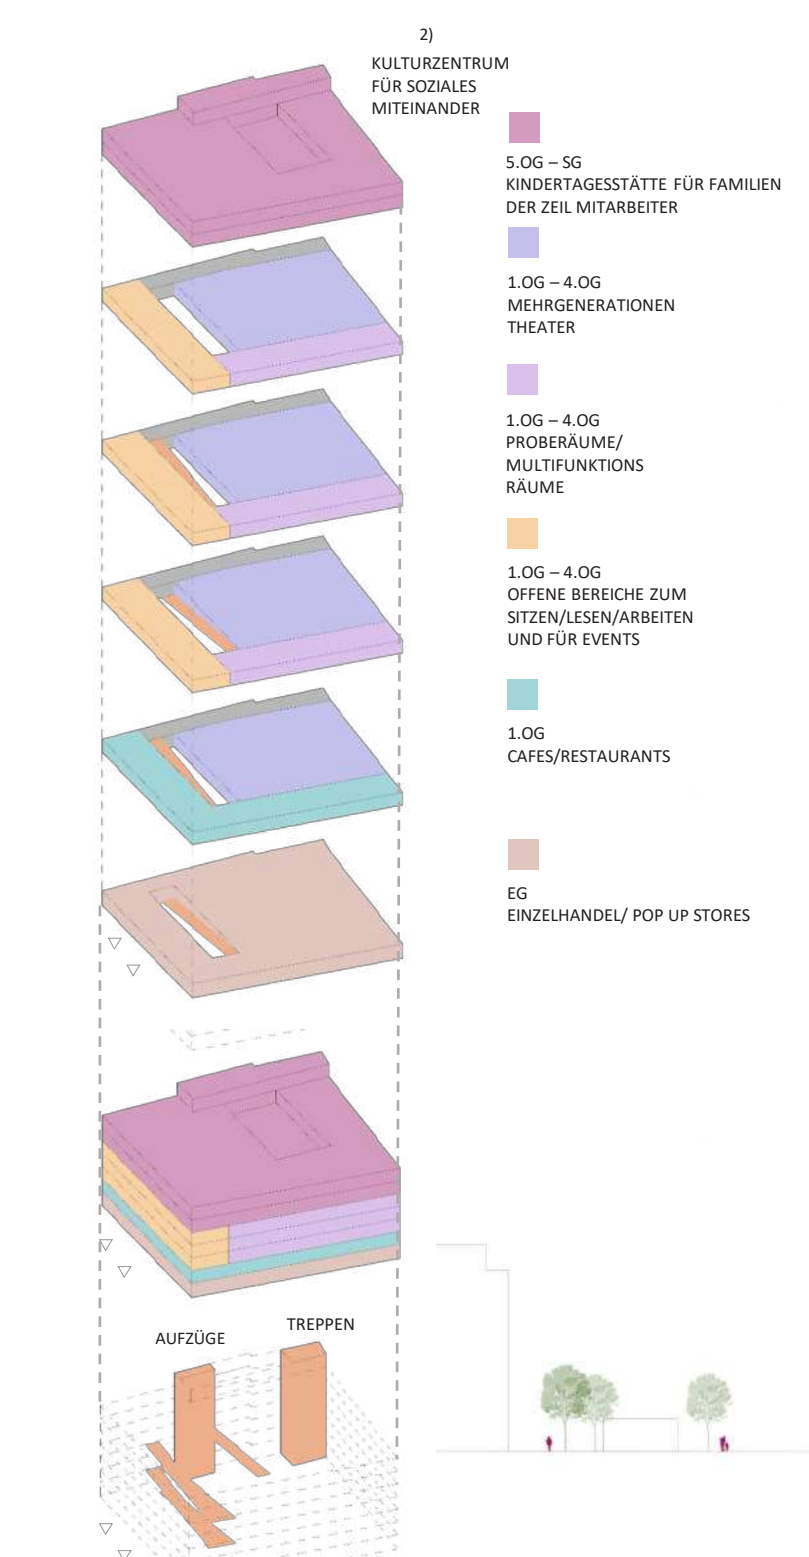 2)
KULTURZENTRUM
FÜR SOZIALES
MITEINANDER
5.OG – SG
KINDERTAGESSTÄTTE FÜR FAMILIEN
DER ZEIL MITARBEITER
1.OG – 4.OG
MEHRGENERATIONEN
THEATER
1.OG – 4.OG
PROBERÄUME/
MULTIFUNKTIONS
RÄUME
1.OG – 4.OG
OFFENE BEREICHE ZUM
SITZEN/LESEN/ARBEITEN
UND FÜR EVENTS
1.OG
CAFES/RESTAURANTS
EG
EINZELHANDEL/ POP UP STORES
AUFZÜGE
TREPPEN